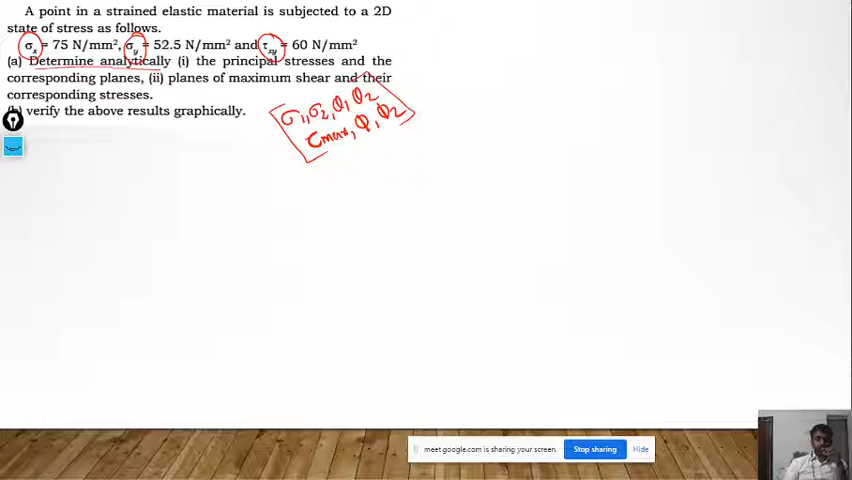 A point in a strained elastic material is subjected to a 2D
state of stress as follows.
σx = 75 N/mm², σy = 52.5 N/mm² and τxy = 60 N/mm²
(a) Determine analytically (i) the principal stresses and the
corresponding planes, (ii) planes of maximum shear and their
corresponding stresses.
(b) verify the above results graphically.
σ1, σ2, θ1 θ2
τmax, ϕ1 ϕ2
meet.google.com is sharing your screen.
Stop sharing
Hide